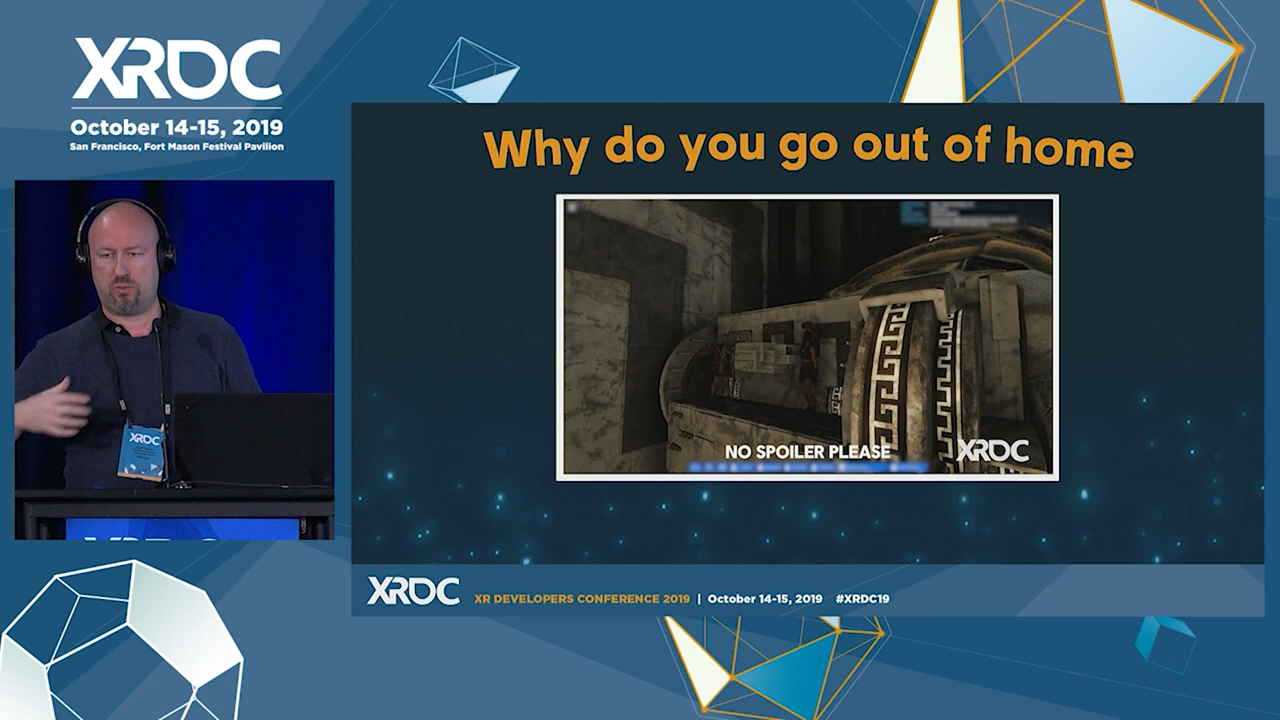 XRDC
October 14-15, 2019
San Francisco, Fort Mason Festival Pavilion
Why do you go out of home
NO SPOILER PLEASE
XRDC
XRDC
XRDC
XR DEVELOPERS CONFERENCE 2019 | October 14-15, 2019 #XRDC19